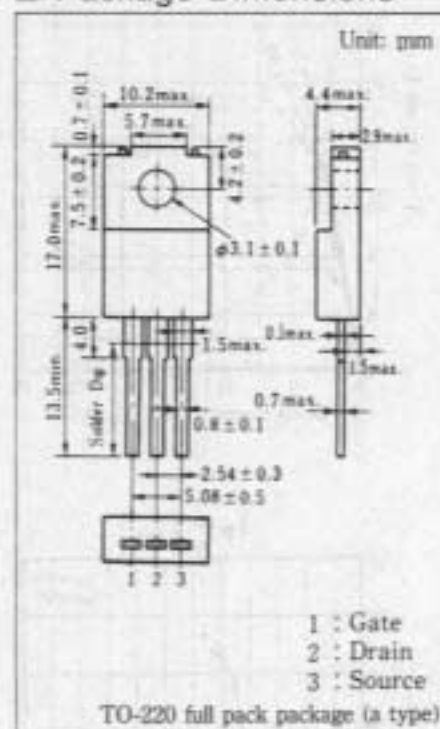 Package Dimensions
Unit: mm
10.2max.
5.7max.
4.4max.
2.9max.
0.7±0.1
7.5±0.2
17.0max.
4.2±0.2
φ3.1±0.1
4.0
13.5min.
Solder Dip
1.5max.
0.8±0.1
2.54±0.3
5.08±0.5
1.5max.
0.7max.
1 2 3
1 : Gate
2 : Drain
3 : Source
TO-220 full pack package (a type)